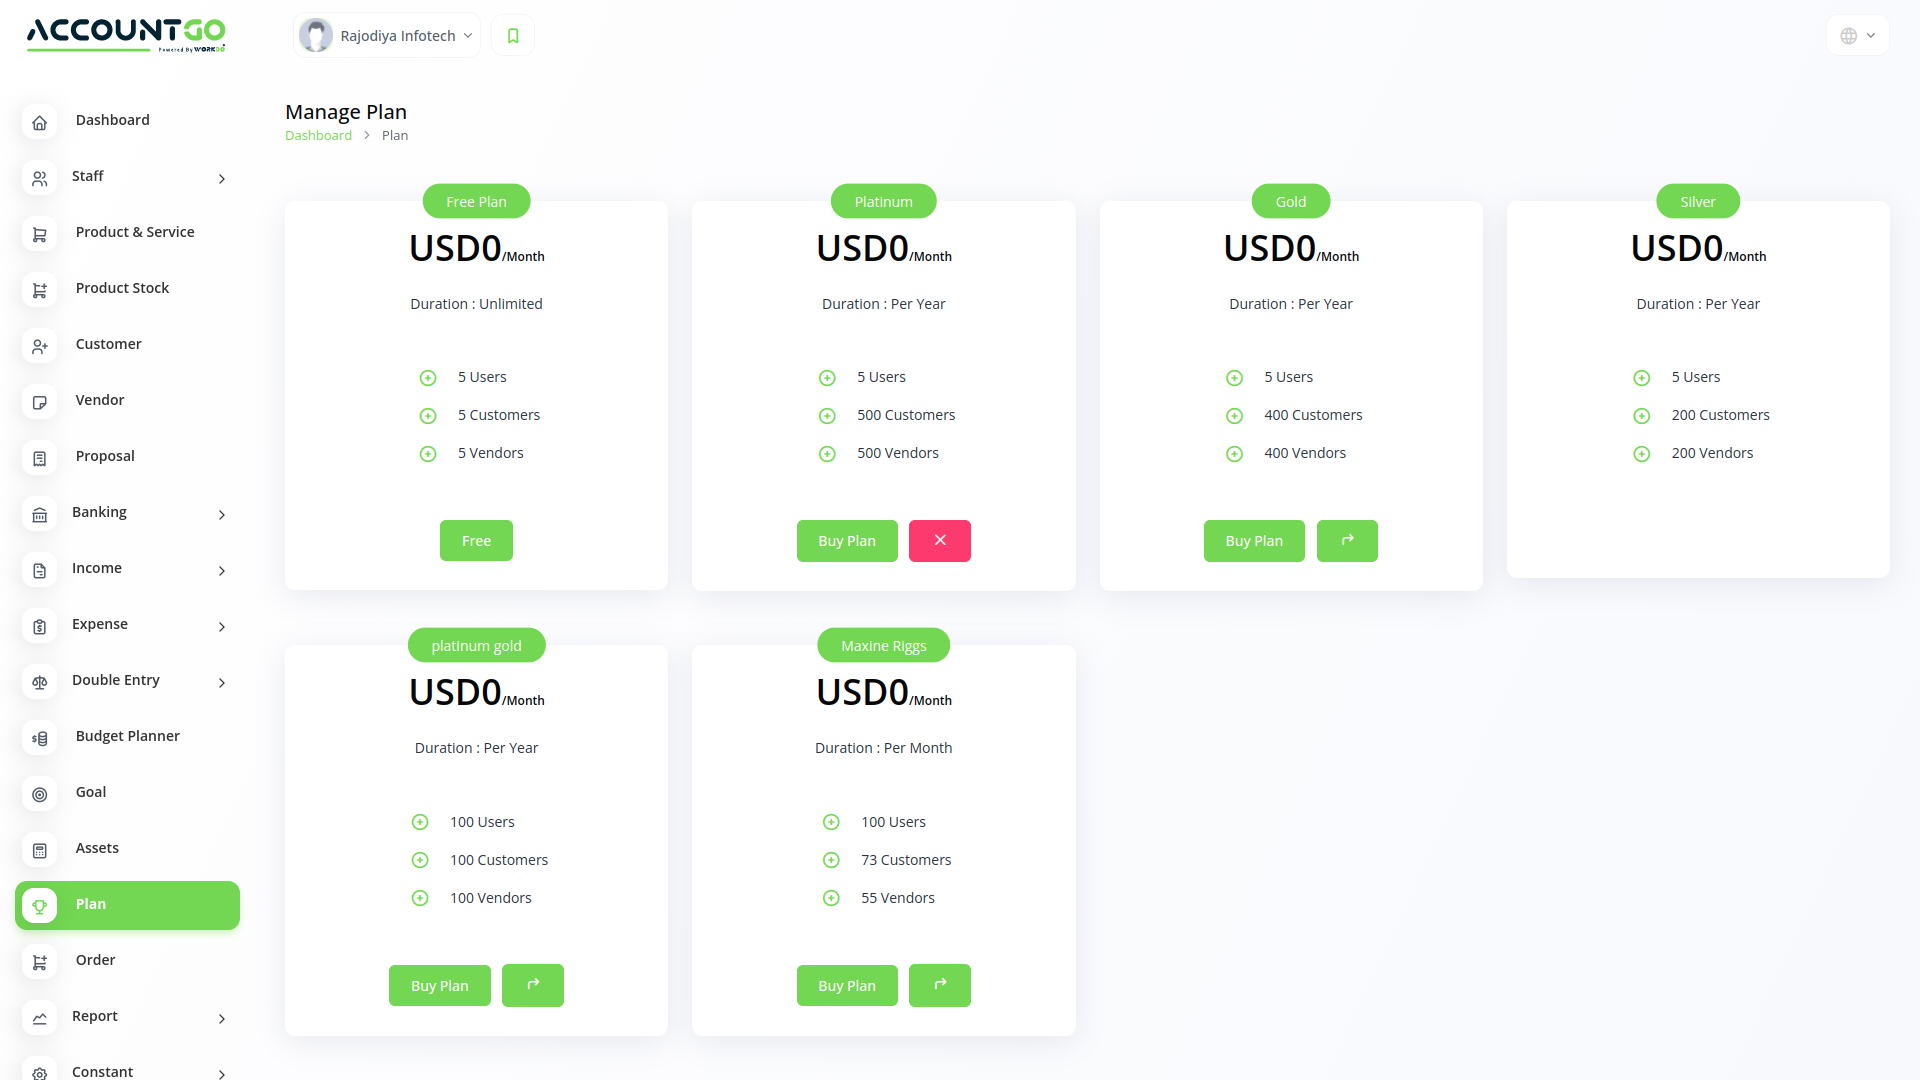 ACCOUNTGO
Powered By WORKDO
Rajodiya Infotech
Dashboard
Staff
Product & Service
Product Stock
Customer
Vendor
Proposal
Banking
Income
Expense
Double Entry
Budget Planner
Goal
Assets
Plan
Order
Report
Constant
Manage Plan
Dashboard > Plan
Free Plan
USD0/Month
Duration : Unlimited
5 Users
5 Customers
5 Vendors
Free
Platinum
USD0/Month
Duration : Per Year
5 Users
500 Customers
500 Vendors
Buy Plan
Gold
USD0/Month
Duration : Per Year
5 Users
400 Customers
400 Vendors
Buy Plan
Silver
USD0/Month
Duration : Per Year
5 Users
200 Customers
200 Vendors
platinum gold
USD0/Month
Duration : Per Year
100 Users
100 Customers
100 Vendors
Buy Plan
Maxine Riggs
USD0/Month
Duration : Per Month
100 Users
73 Customers
55 Vendors
Buy Plan